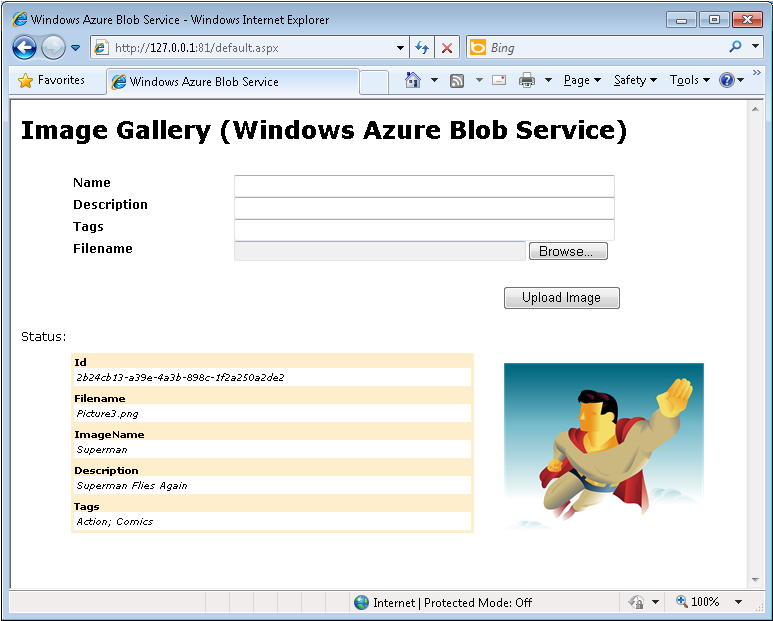 Windows Azure Blob Service - Windows Internet Explorer
http://127.0.0.1:81/default.aspx
Bing
Favorites
Windows Azure Blob Service
Page
Safety
Tools
Image Gallery (Windows Azure Blob Service)
Name
Description
Tags
Filename
Browse...
Upload Image
Status:
Id
2b24cb13-a39e-4a3b-898c-1f2a250a2de2
Filename
Picture3.png
ImageName
Superman
Description
Superman Flies Again
Tags
Action; Comics
Internet | Protected Mode: Off
100%